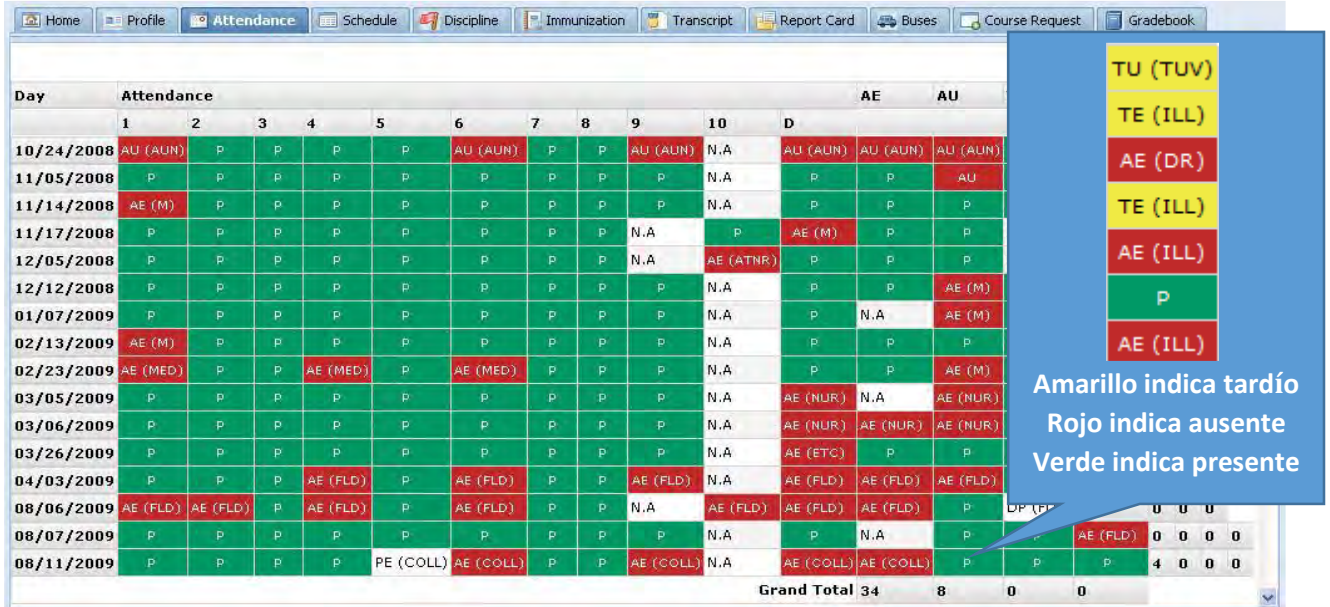 Home Profile Attendance Schedule Discipline Immunization Transcript Report Card Buses Course Request Gradebook
Day Attendance AE AU
1 2 3 4 5 6 7 8 9 10 D
10/24/2008 AU (AUN) P P P P AU (AUN) P P AU (AUN) N.A AU (AUN) AU (AUN) AU (AUN)
11/05/2008 P P P P P P P P P N.A P P AU
11/14/2008 AE (M) P P P P P P P P N.A P P P
11/17/2008 P P P P P P P P N.A P AE (M) P P
12/05/2008 P P P P P P P P N.A AE (ATNR) P P P
12/12/2008 P P P P P P P P P N.A P P AE (M)
01/07/2009 P P P P P P P P P N.A P N.A AE (M)
02/13/2009 AE (M) P P P P P P P P N.A P P P
02/23/2009 AE (MED) P P AE (MED) P AE (MED) P P P N.A P P AE (M)
03/05/2009 P P P P P P P P P N.A AE (NUR) N.A AE (NUR)
03/06/2009 P P P P P P P P P N.A AE (NUR) AE (NUR) AE (NUR)
03/26/2009 P P P P P P P P P N.A AE (ETC) P P
04/03/2009 P P P AE (FLD) P AE (FLD) P P AE (FLD) N.A AE (FLD) AE (FLD) AE (FLD)
08/06/2009 AE (FLD) AE (FLD) P AE (FLD) P AE (FLD) P P N.A AE (FLD) AE (FLD) AE (FLD) P 0 0 0
08/07/2009 P P P P P P P P P N.A P N.A P P AE (FLD) 0 0 0 0
08/11/2009 P P P P PE (COLL) AE (COLL) P P AE (COLL) N.A AE (COLL) AE (COLL) P P P 4 0 0 0
Grand Total 34 8 0 0
TU (TUV)
TE (ILL)
AE (DR)
TE (ILL)
AE (ILL)
P
AE (ILL)
Amarillo indica tardío
Rojo indica ausente
Verde indica presente